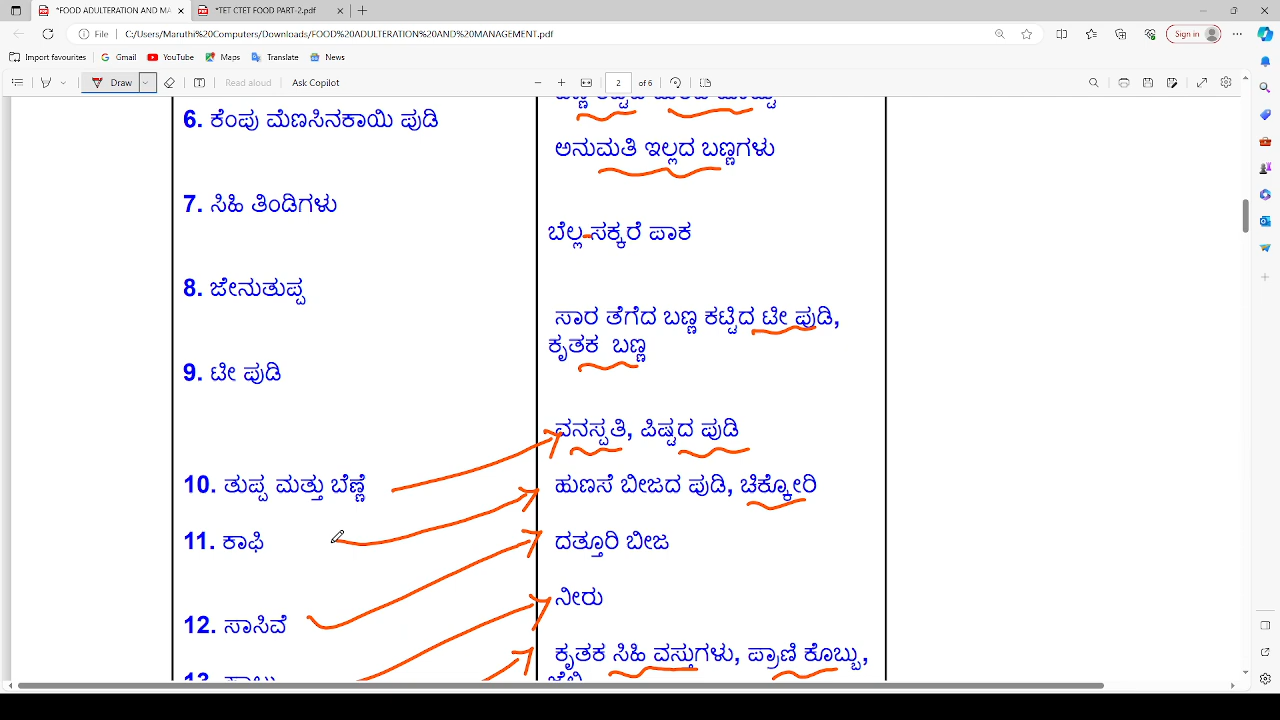 *FOOD ADULTERATION AND MA
*TET CTET FOOD PART-2.pdf
File
C:/Users/Maruthi%20Computers/Downloads/FOOD%20ADULTERATION%20AND%20MANAGEMENT.pdf
Sign in
Import favourites
Gmail
YouTube
Maps
Translate
News
Draw
Read aloud
Ask Copilot
2 of 6
6. ಕೆಂಪು ಮೆಣಸಿನಕಾಯಿ ಪುಡಿ
ಅನುಮತಿ ಇಲ್ಲದ ಬಣ್ಣಗಳು
7. ಸಿಹಿ ತಿಂಡಿಗಳು
ಬೆಲ್ಲ-ಸಕ್ಕರೆ ಪಾಕ
8. ಜೇನುತುಪ್ಪ
ಸಾರ ತೆಗೆದ ಬಣ್ಣ ಕಟ್ಟಿದ ಟೀ ಪುಡಿ,
ಕೃತಕ ಬಣ್ಣ
9. ಟೀ ಪುಡಿ
ವನಸ್ಪತಿ, ಪಿಷ್ಟದ ಪುಡಿ
10. ತುಪ್ಪ ಮತ್ತು ಬೆಣ್ಣೆ
ಹುಣಸೆ ಬೀಜದ ಪುಡಿ, ಚಿಕ್ಕೋರಿ
11. ಕಾಫಿ
ದತ್ತೂರಿ ಬೀಜ
ನೀರು
12. ಸಾಸಿವೆ
ಕೃತಕ ಸಿಹಿ ವಸ್ತುಗಳು, ಪ್ರಾಣಿ ಕೊಬ್ಬು,